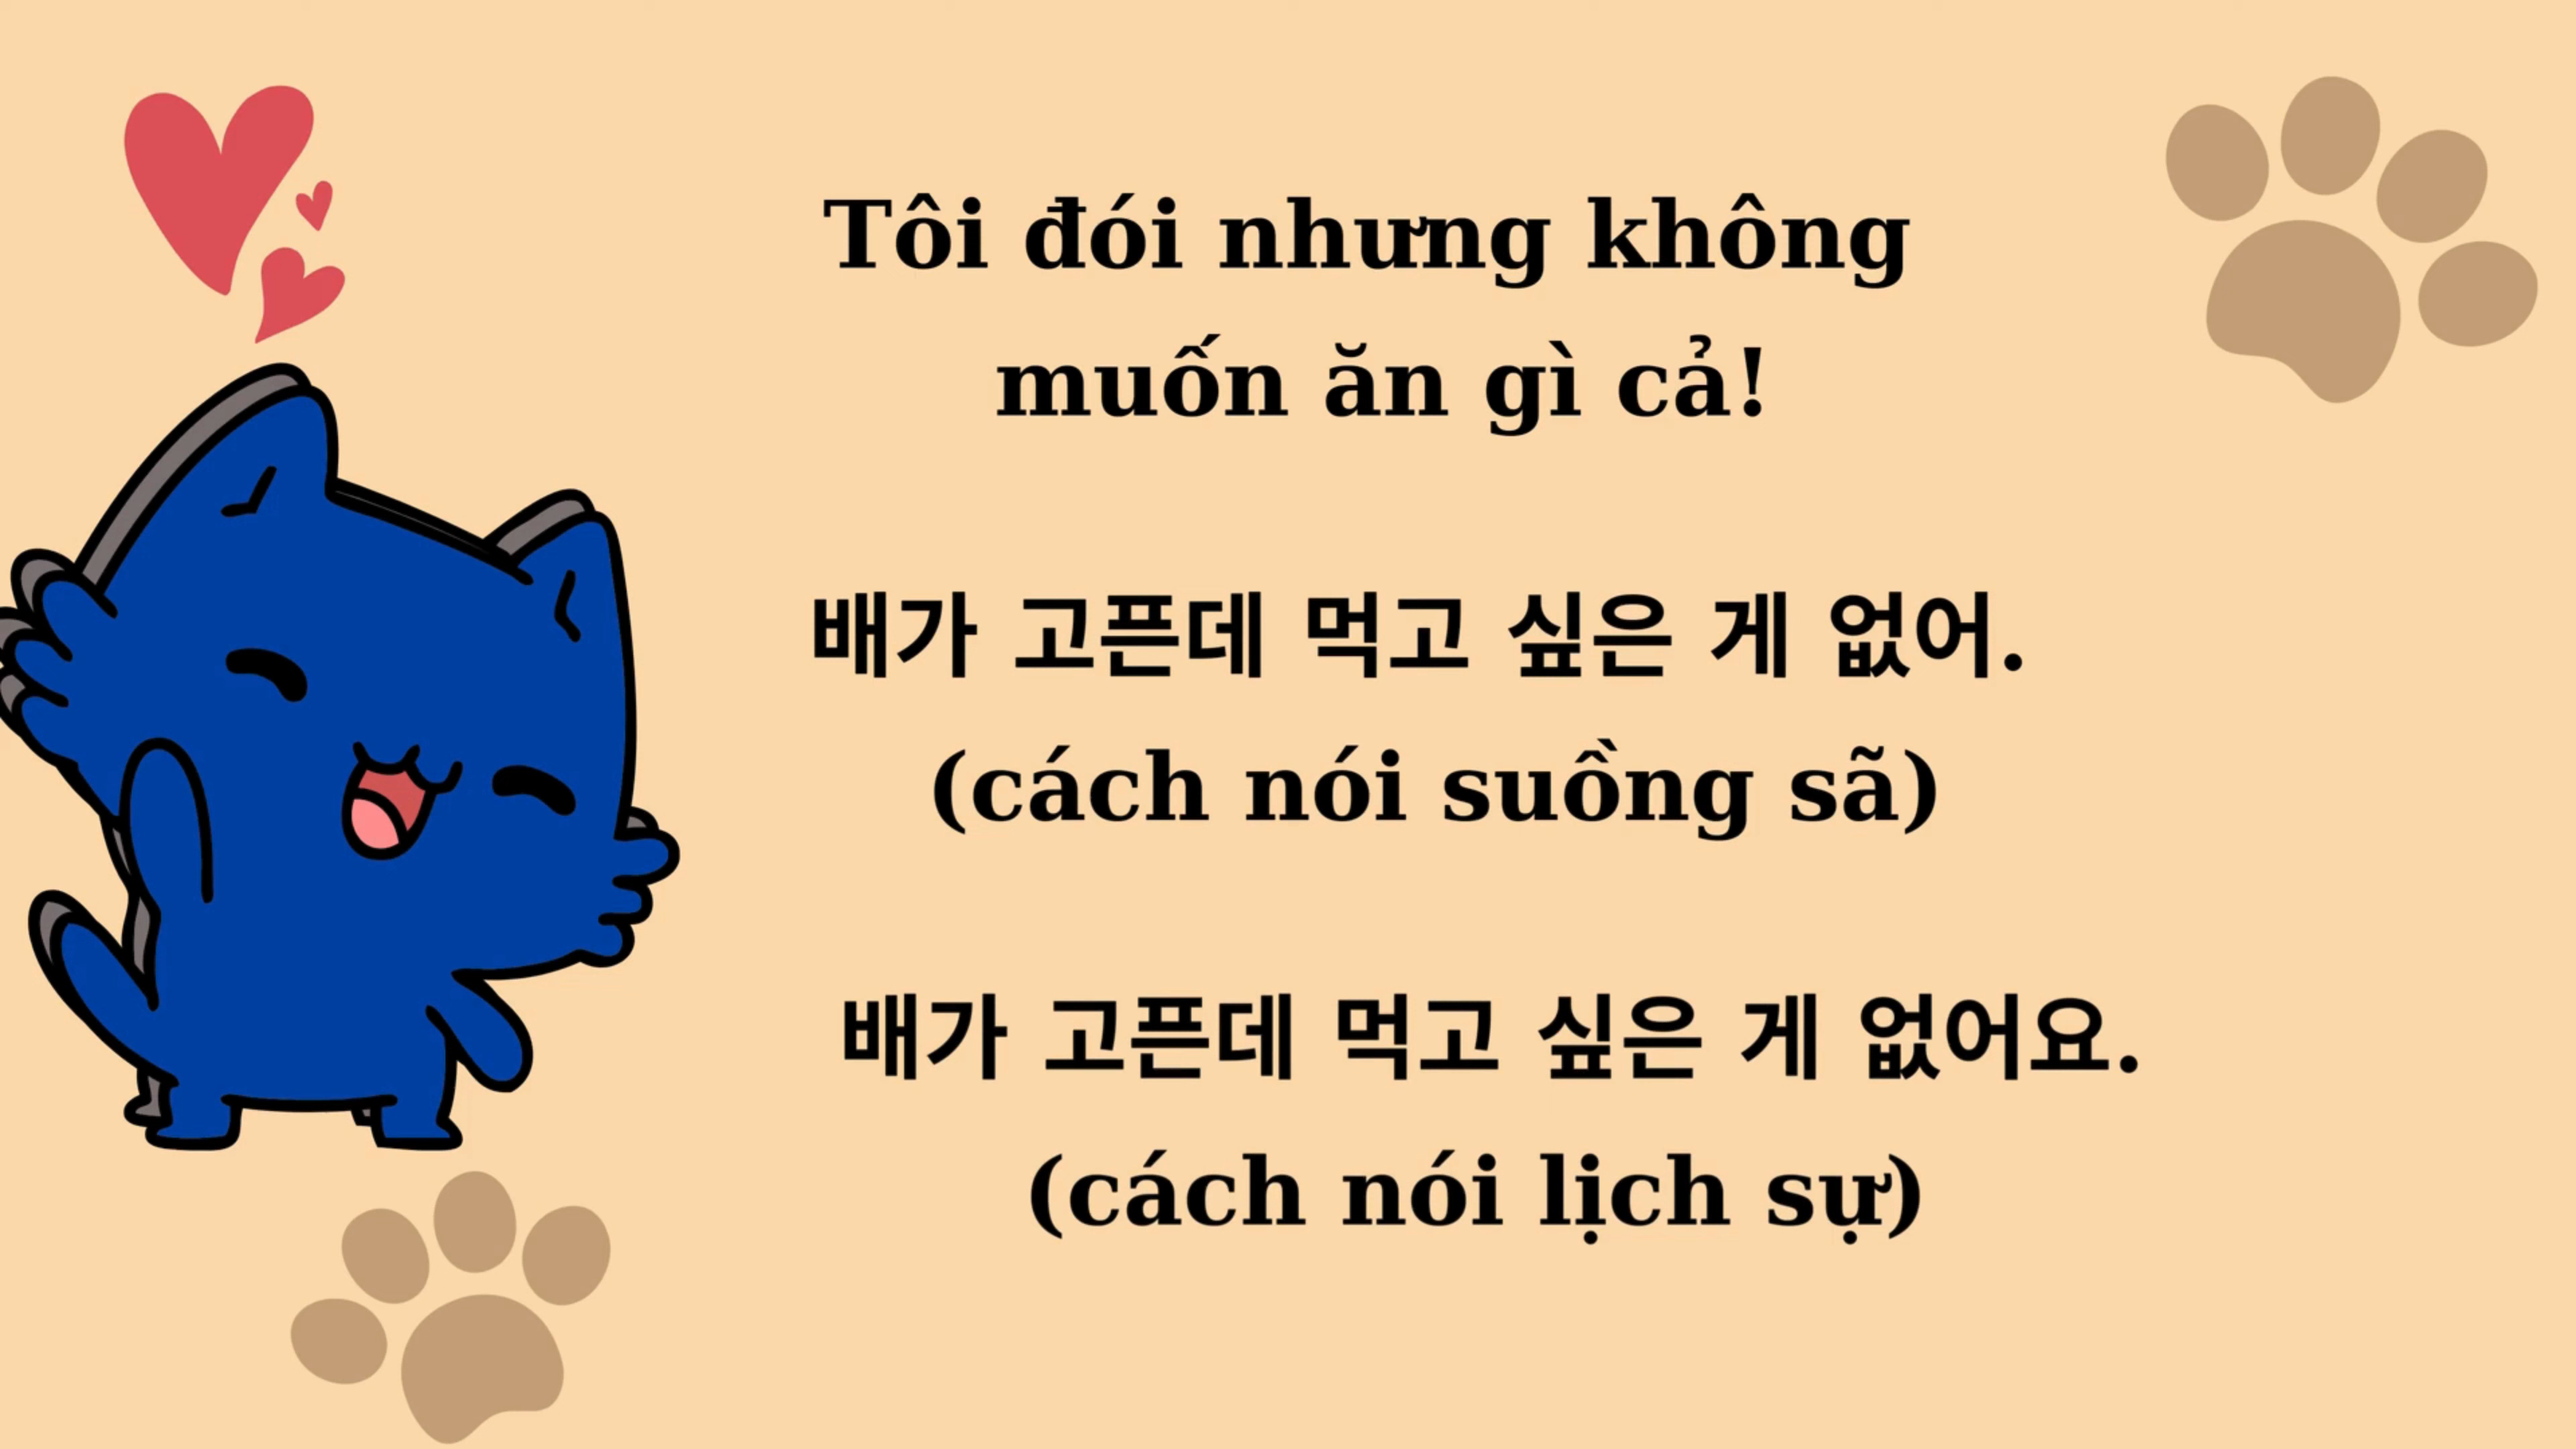 Tôi đói nhưng không
muốn ăn gì cả!
배가 고픈데 먹고 싶은 게 없어.
(cách nói suồng sã)
배가 고픈데 먹고 싶은 게 없어요.
(cách nói lịch sự)